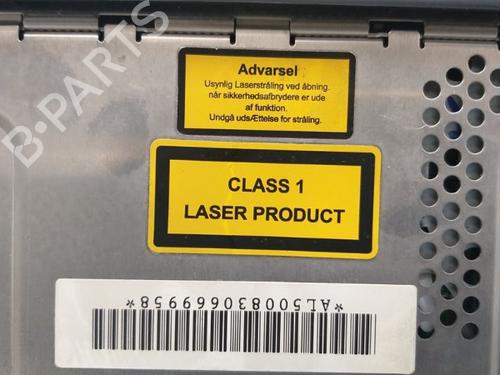 B-PARTS
Advarsel
Usynlig Laserstråling ved åbning.
når sikkerhedsafbrydere er ude
af funktion.
Undgå udsÆttelse for stråling.
CLASS 1
LASER PRODUCT
*AL500830669958*